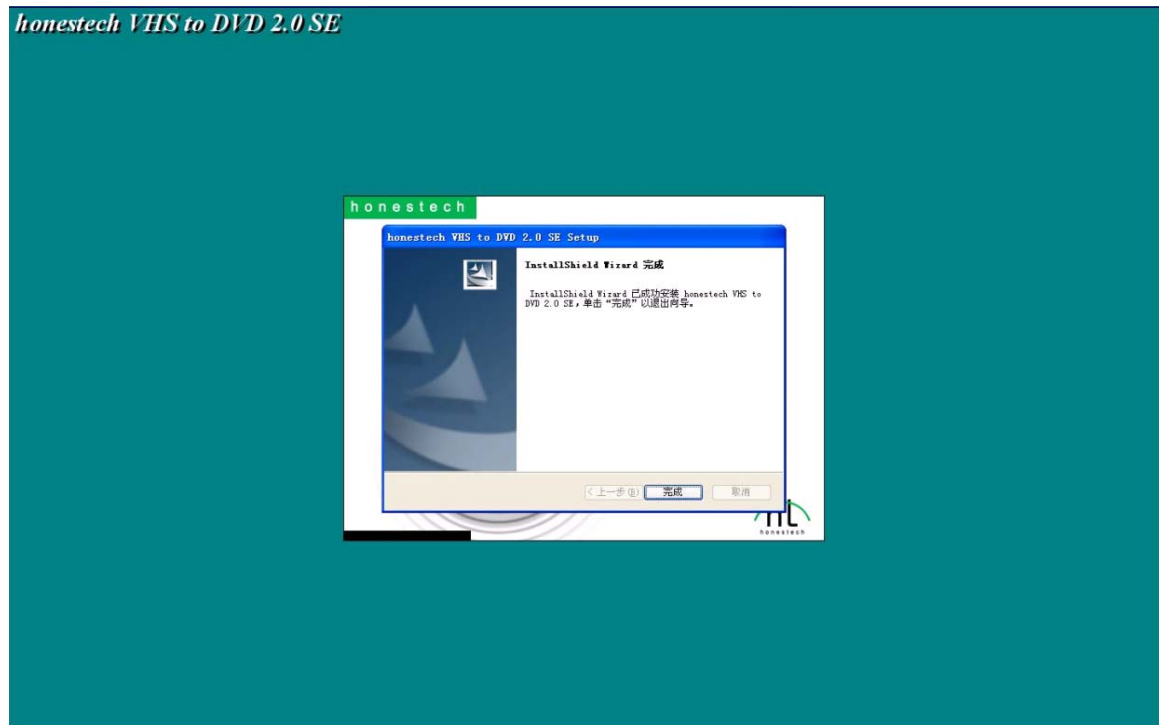 honestech VHS to DVD 2.0 SE
honestech
honestech VHS to DVD 2.0 SE Setup
InstallShield Wizard 完成
InstallShield Wizard 已成功安装 honestech VHS to
DVD 2.0 SE，单击“完成”以退出向导。
< 上一步(B)
完成
取消
ht
honestech